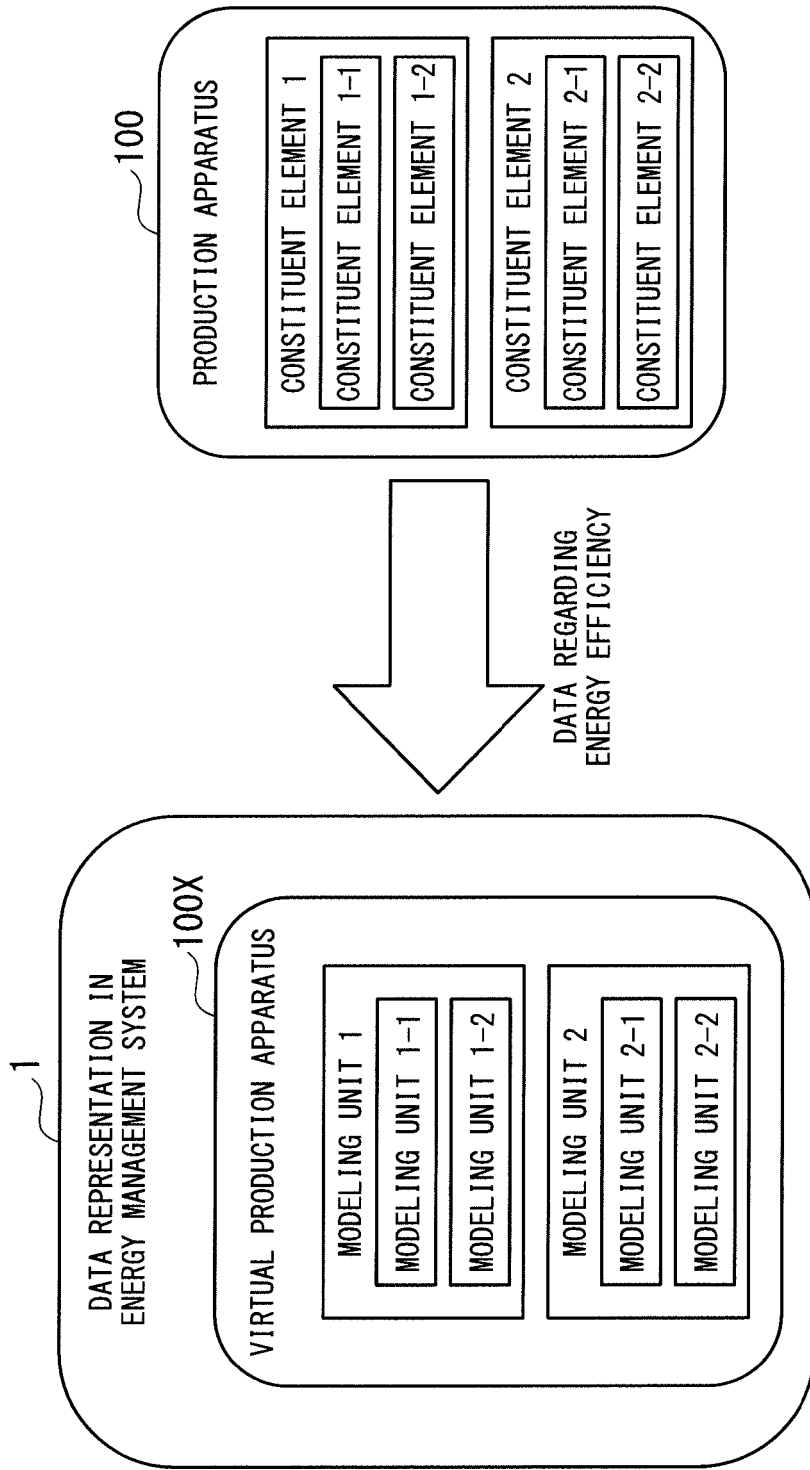 1
DATA REPRESENTATION IN
ENERGY MANAGEMENT SYSTEM
100X
VIRTUAL PRODUCTION APPARATUS
MODELING UNIT 1
MODELING UNIT 1-1
MODELING UNIT 1-2
MODELING UNIT 2
MODELING UNIT 2-1
MODELING UNIT 2-2
DATA REGARDING
ENERGY EFFICIENCY
100
PRODUCTION APPARATUS
CONSTITUENT ELEMENT 1
CONSTITUENT ELEMENT 1-1
CONSTITUENT ELEMENT 1-2
CONSTITUENT ELEMENT 2
CONSTITUENT ELEMENT 2-1
CONSTITUENT ELEMENT 2-2